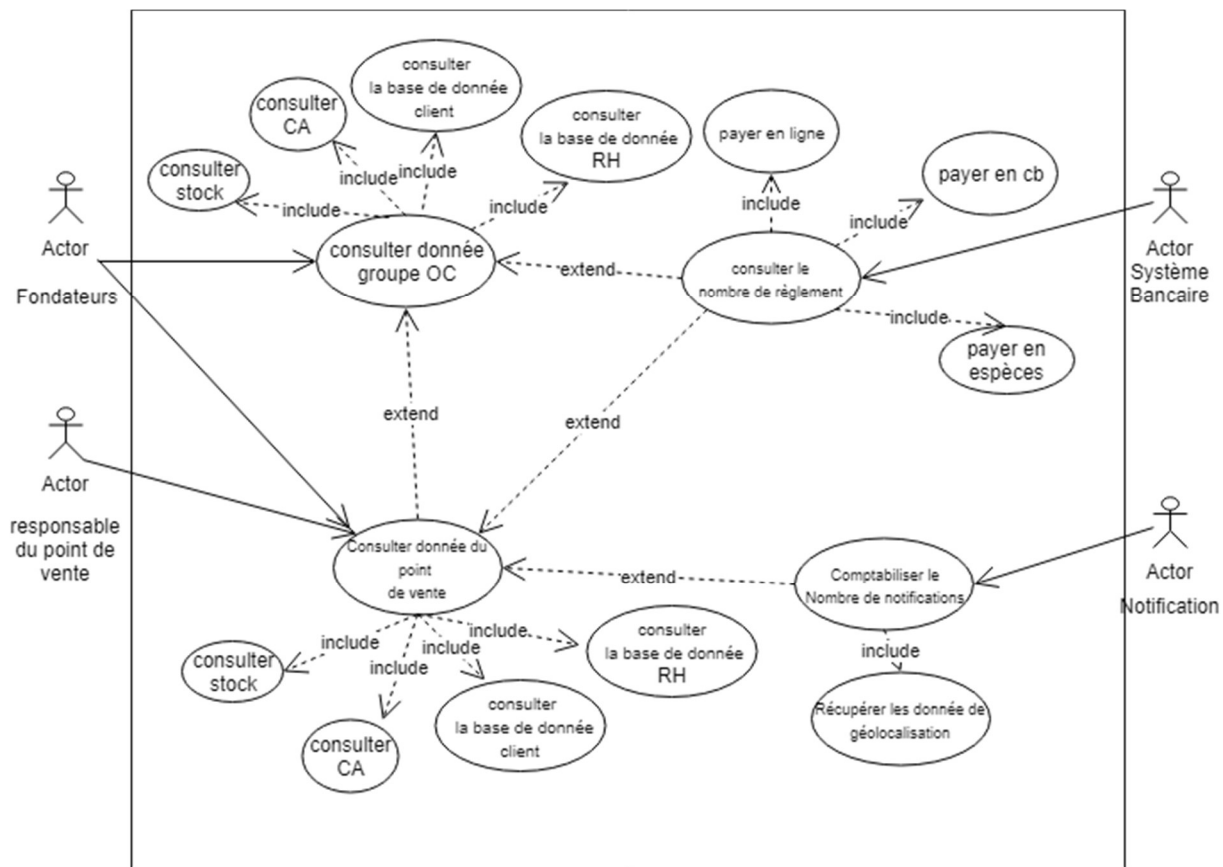 consulter
la base de donnée
client
consulter
CA
consulter
la base de donnée
RH
payer en ligne
payer en cb
consulter
stock
include
include
include
include
include
include
include
Actor
Fondateurs
consulter donnée
groupe OC
extend
consulter le
nombre de règlement
Actor
Système
Bancaire
payer en
espèces
extend
extend
Actor
responsable
du point de
vente
Consulter donnée du
point
de vente
extend
Comptabiliser le
Nombre de notifications
Actor
Notification
include
include
include
include
include
consulter
stock
consulter
CA
consulter
la base de donnée
client
consulter
la base de donnée
RH
Récupérer les donnée de
géolocalisation